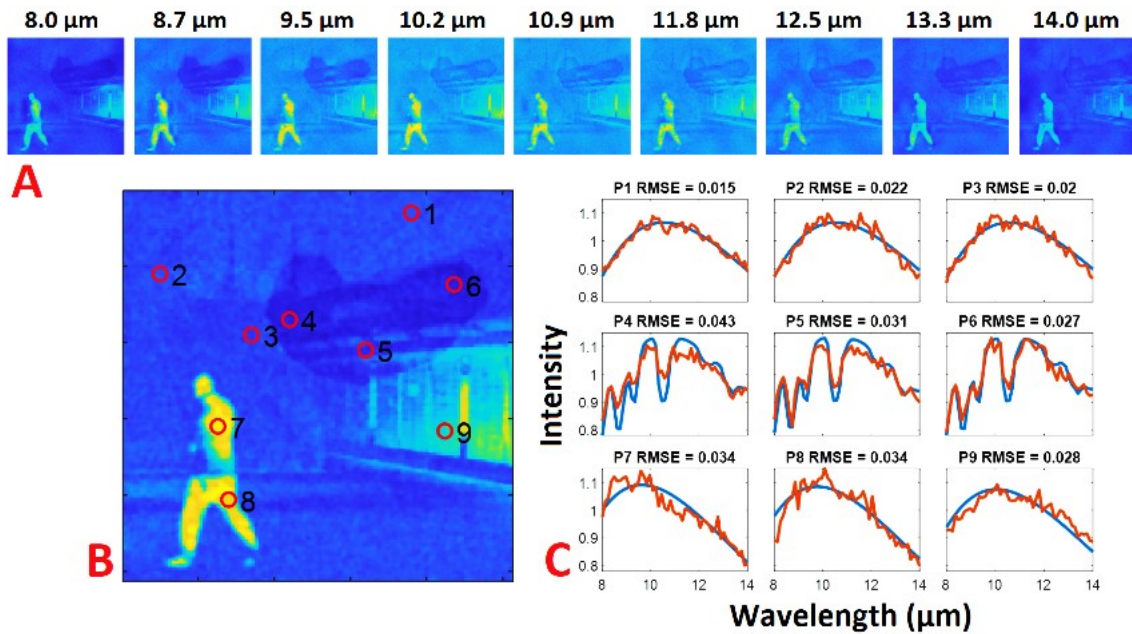 8.0 µm 8.7 µm 9.5 µm 10.2 µm 10.9 µm 11.8 µm 12.5 µm 13.3 µm 14.0 µm
A
1
2
3
4
5
6
7
8
9
B
P1 RMSE = 0.015 P2 RMSE = 0.022 P3 RMSE = 0.02
1.1
1
0.9
0.8
P4 RMSE = 0.043 P5 RMSE = 0.031 P6 RMSE = 0.027
1.1
1
0.9
0.8
P7 RMSE = 0.034 P8 RMSE = 0.034 P9 RMSE = 0.028
1.1
1
0.9
0.8
8 10 12 14 8 10 12 14 8 10 12 14
Intensity
C
Wavelength (µm)